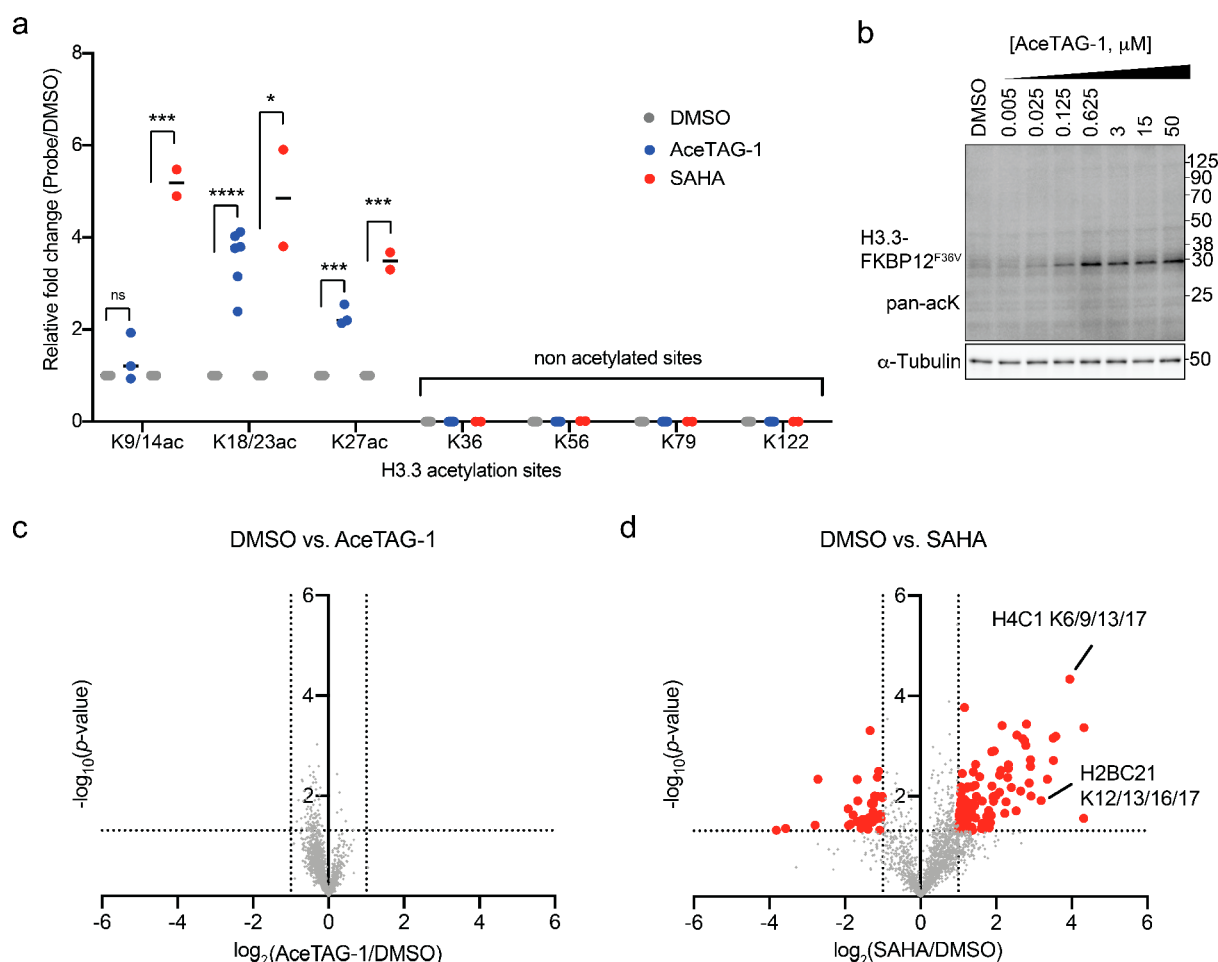 a
Relative fold change (Probe/DMSO)
8
6
4
2
0
ns
***
****
*
***
***
DMSO
AceTAG-1
SAHA
non acetylated sites
K9/14ac K18/23ac K27ac K36 K56 K79 K122
H3.3 acetylation sites
b
[AceTAG-1, μM]
DMSO 0.005 0.025 0.125 0.625 3 15 50
125
90
70
50
38
30
25
H3.3-
FKBP12F36V
pan-acK
α-Tubulin
50
c
DMSO vs. AceTAG-1
-log10(p-value)
6
4
2
-6 -4 -2 0 2 4 6
log2(AceTAG-1/DMSO)
d
DMSO vs. SAHA
-log10(p-value)
6
4
2
H4C1 K6/9/13/17
H2BC21
K12/13/16/17
-6 -4 -2 0 2 4 6
log2(SAHA/DMSO)